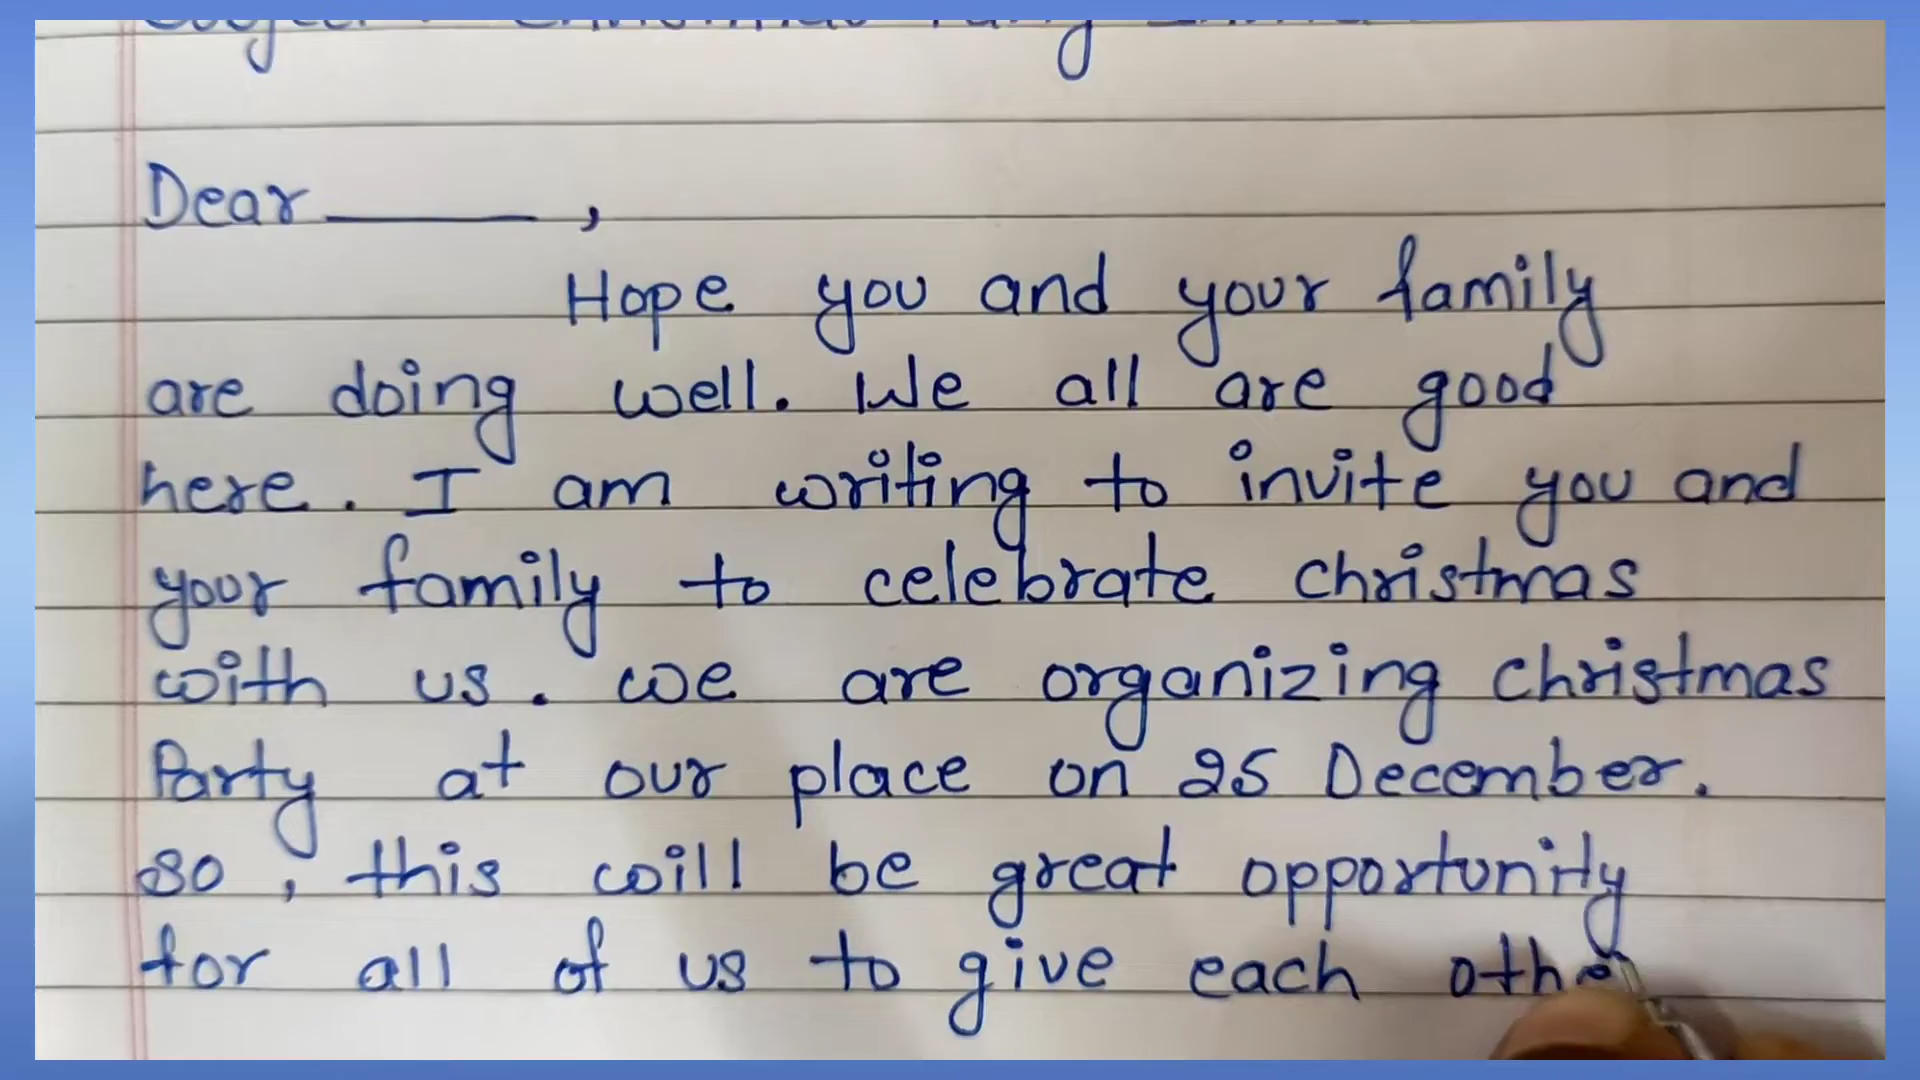 Dear ______ ,
Hope you and your family
are doing well. We all are good
here. I am writing to invite you and
your family to celebrate christmas
with us. we are organizing christmas
Party at our place on 25 December.
so, this will be great opportunity
for all of us to give each othe